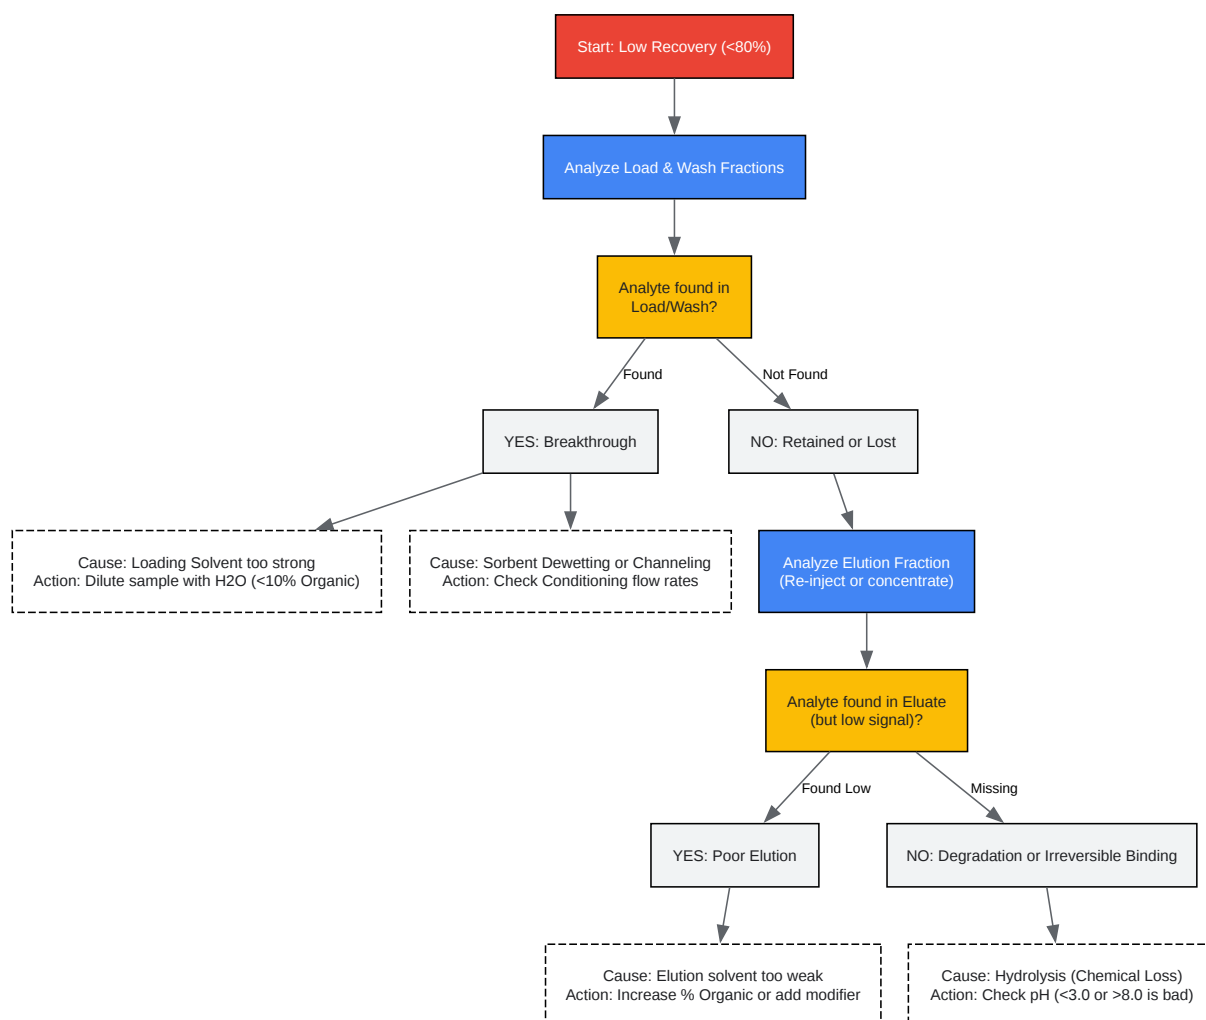 Start: Low Recovery (<80%)
Analyze Load & Wash Fractions
Analyte found in
Load/Wash?
Found
Not Found
YES: Breakthrough
NO: Retained or Lost
Cause: Loading Solvent too strong
Action: Dilute sample with H2O (<10% Organic)
Cause: Sorbent Dewetting or Channeling
Action: Check Conditioning flow rates
Analyze Elution Fraction
(Re-inject or concentrate)
Analyte found in Eluate
(but low signal)?
Found Low
Missing
YES: Poor Elution
NO: Degradation or Irreversible Binding
Cause: Elution solvent too weak
Action: Increase % Organic or add modifier
Cause: Hydrolysis (Chemical Loss)
Action: Check pH (<3.0 or >8.0 is bad)